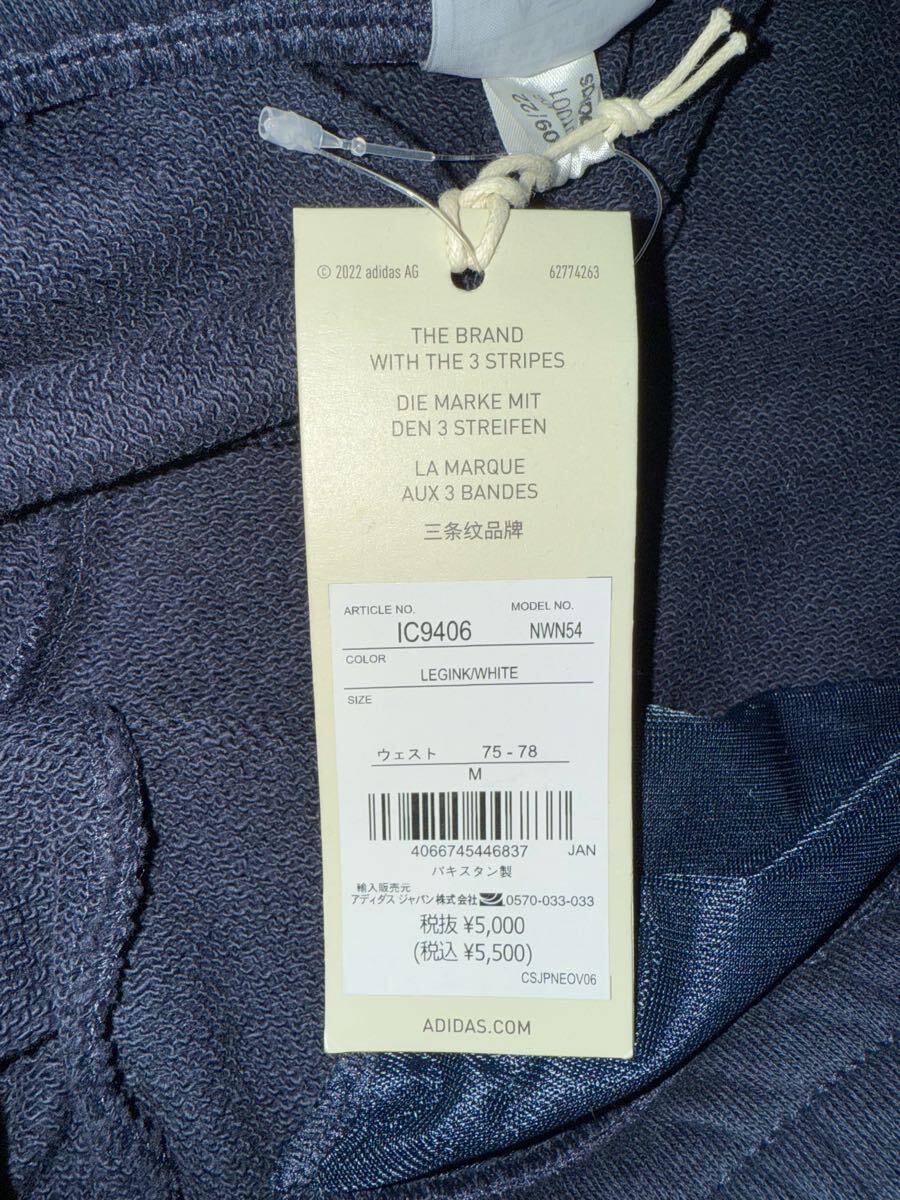 09/22
adidas
© 2022 adidas AG 62774263
THE BRAND
WITH THE 3 STRIPES
DIE MARKE MIT
DEN 3 STREIFEN
LA MARQUE
AUX 3 BANDES
三条纹品牌
ARTICLE NO. MODEL NO.
IC9406 NWN54
COLOR
LEGINK/WHITE
SIZE
ウェスト 75 - 78
M
4066745446837 JAN
パキスタン製
輸入販売元
アディダス ジャパン株式会社 0570-033-033
税抜 ¥5,000
(税込 ¥5,500)
CSJPNEOV06
ADIDAS.COM